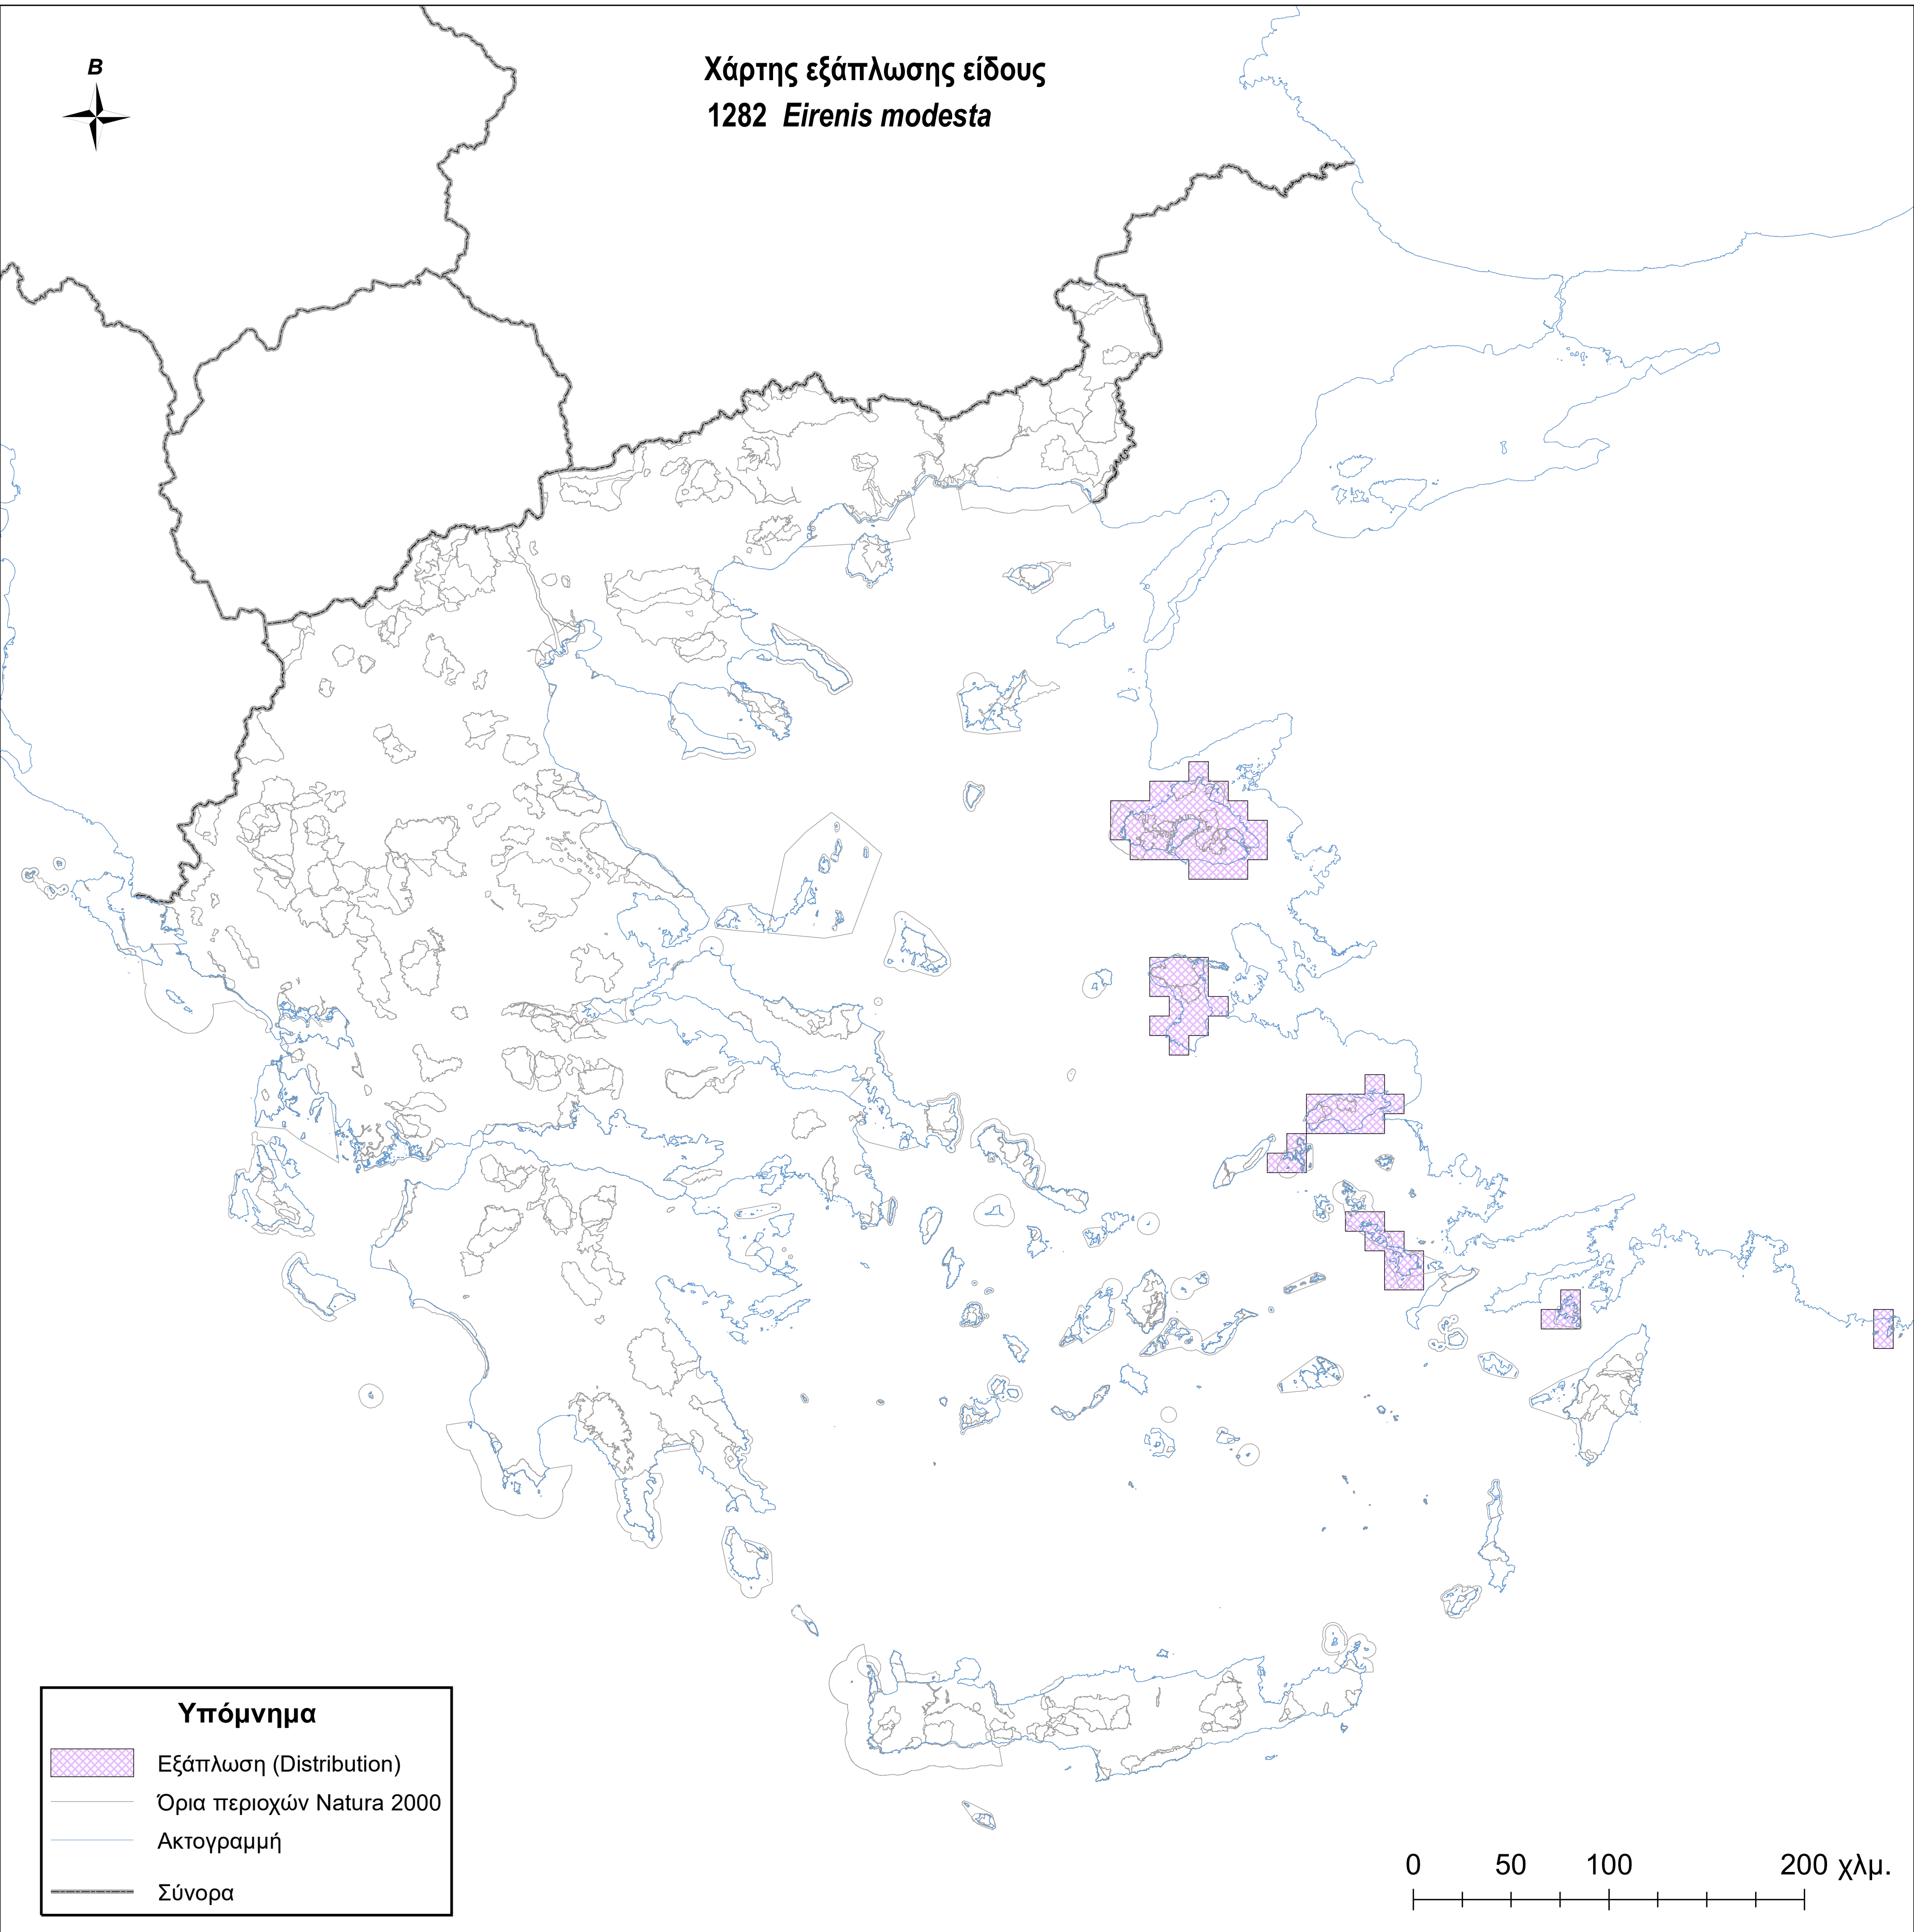 B
Χάρτης εξάπλωσης είδους
1282 Eirenis modesta
Υπόμνημα
Εξάπλωση (Distribution)
Όρια περιοχών Natura 2000
Ακτογραμμή
Σύνορα
0 50 100 200 χλμ.